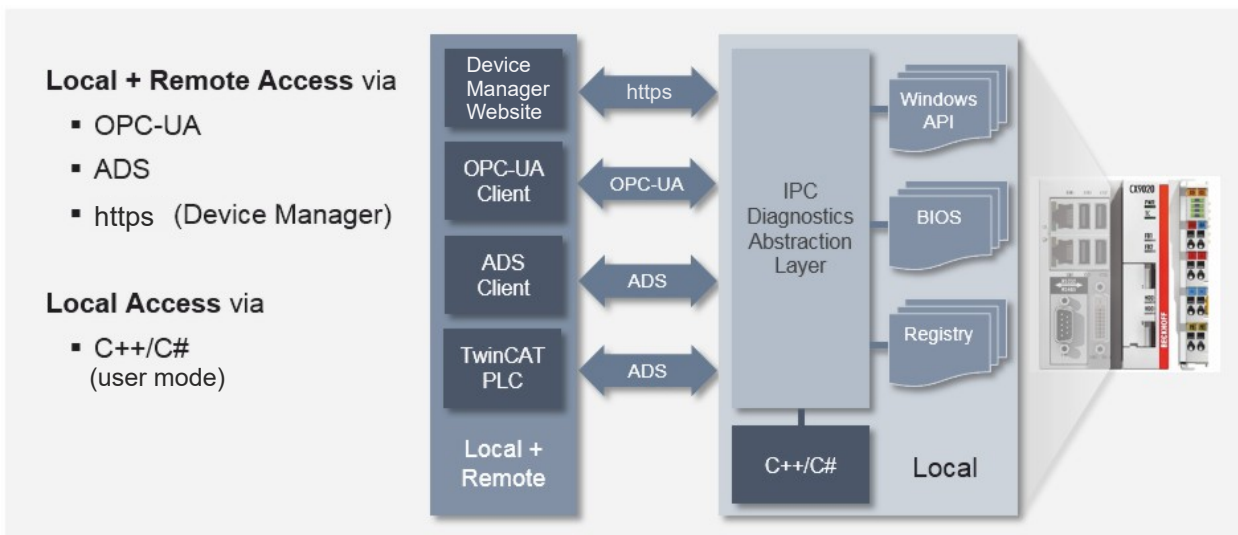 Local + Remote Access via
▪ OPC-UA
▪ ADS
▪ https (Device Manager)
Local Access via
▪ C++/C#
(user mode)
Device
Manager
Website
OPC-UA
Client
ADS
Client
TwinCAT
PLC
Local +
Remote
https
OPC-UA
ADS
ADS
IPC
Diagnostics
Abstraction
Layer
C++/C#
Windows
API
BIOS
Registry
Local
CX9020
BECKHOFF